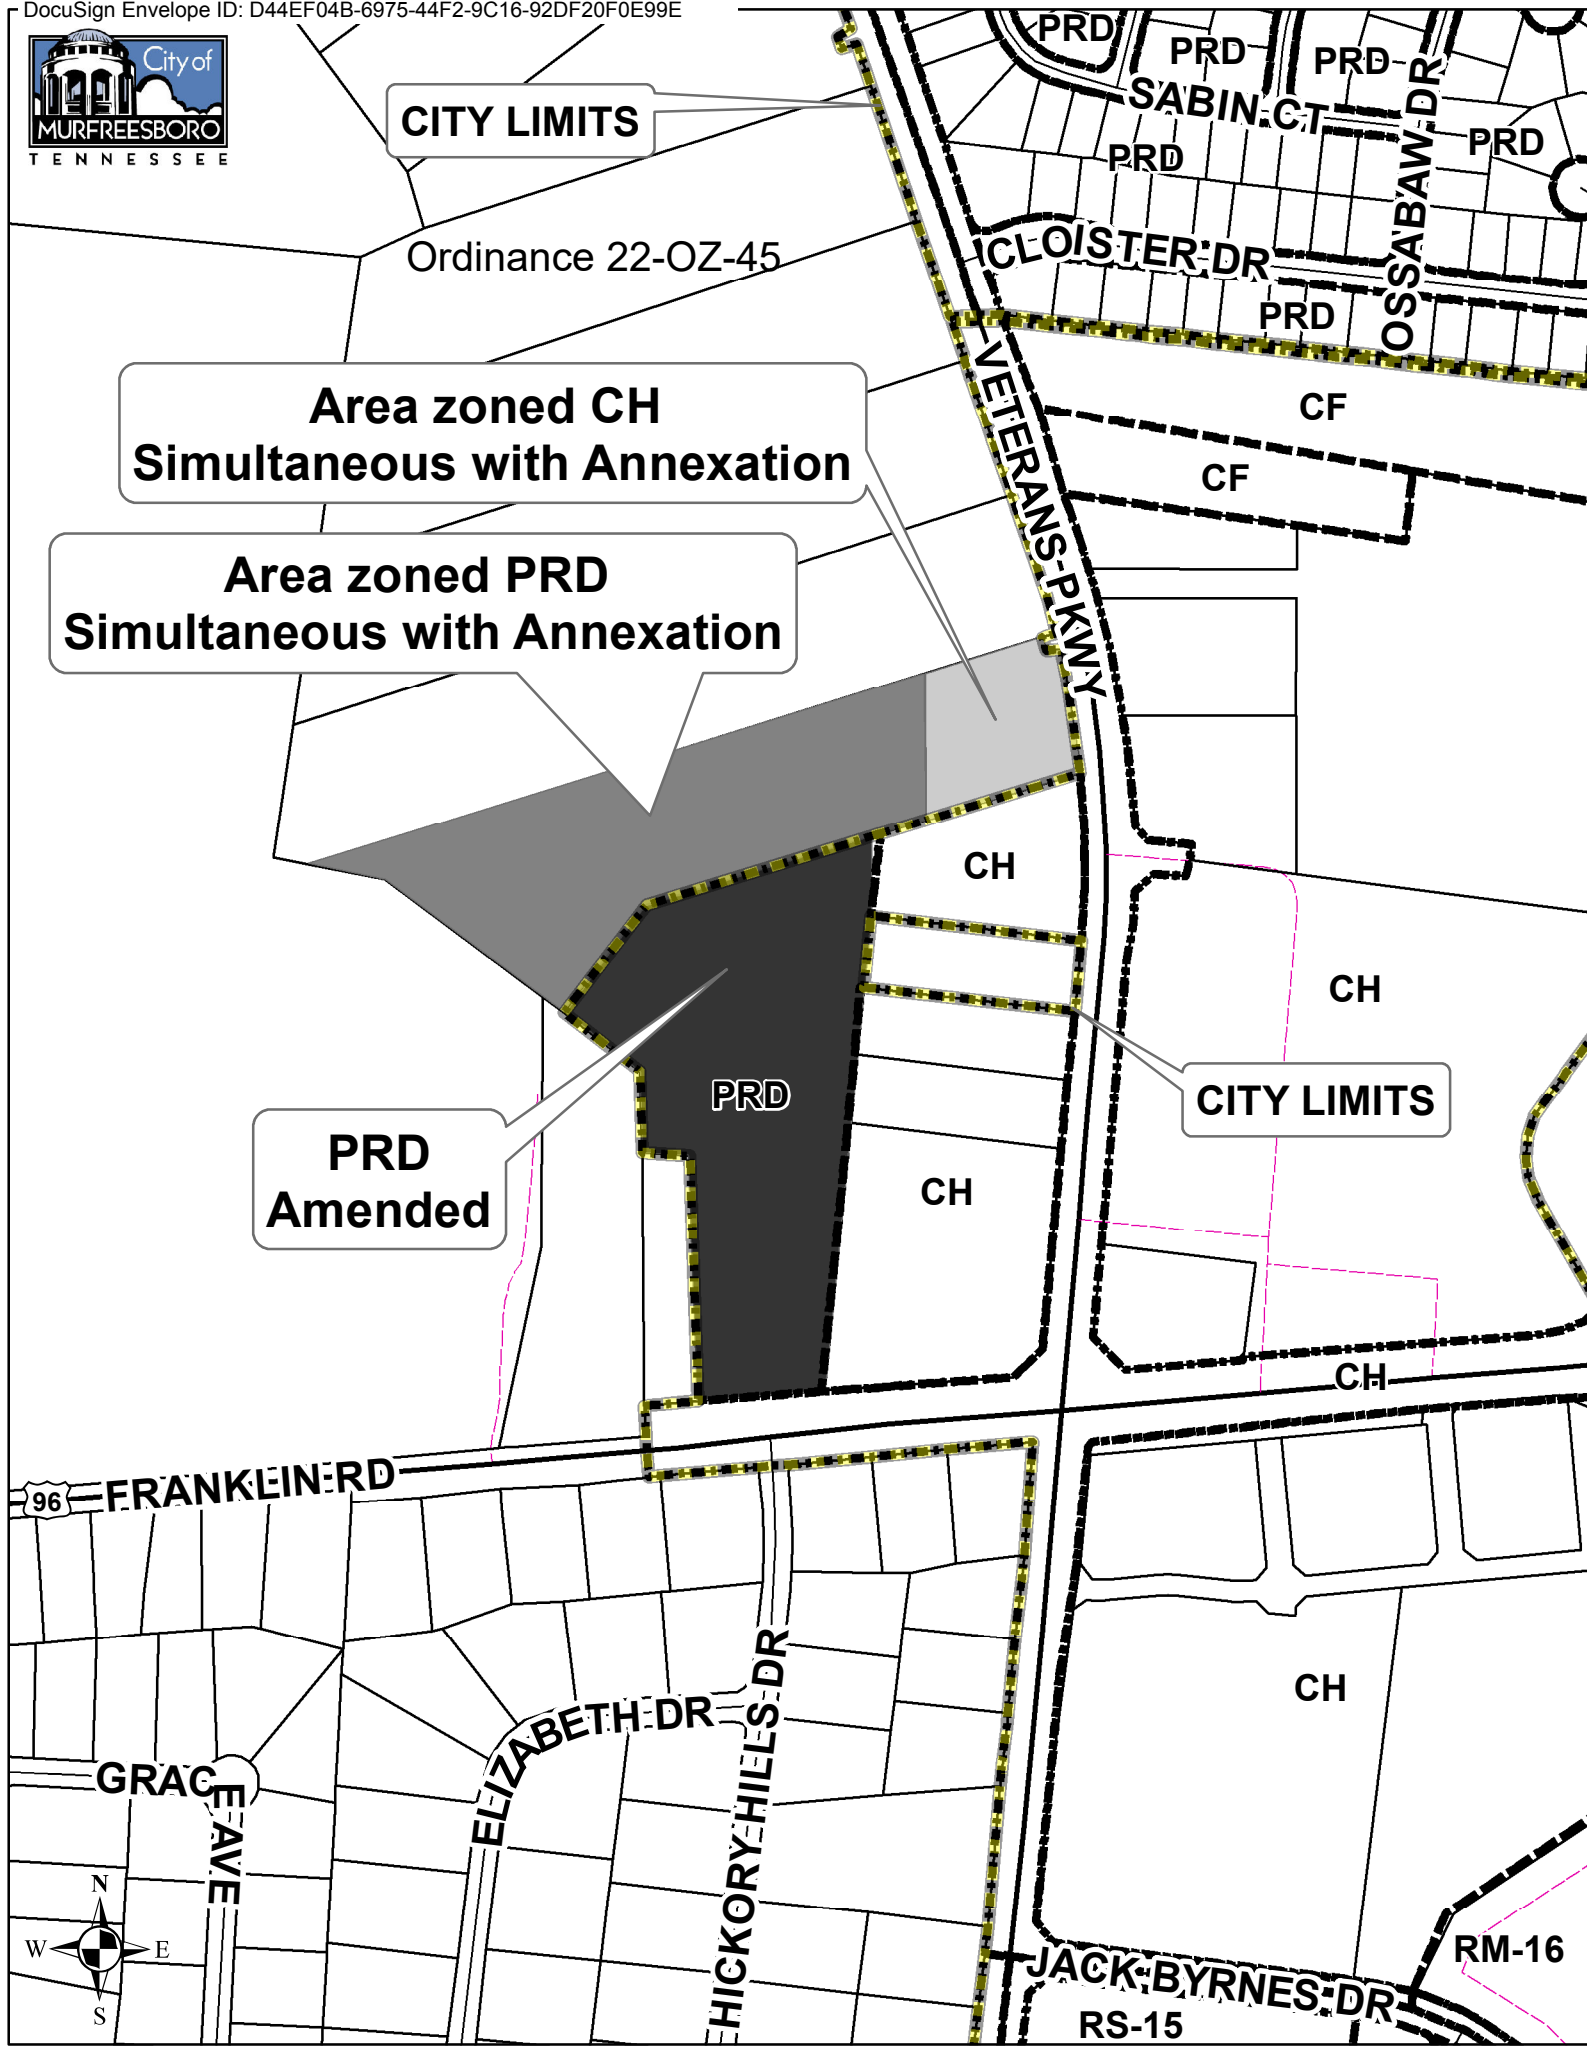 DocuSign Envelope ID: D44EF04B-6975-44F2-9C16-92DF20F0E99E
City of
MURFREESBORO
TENNESSEE
CITY LIMITS
PRD
PRD
PRD
SABIN CT
OSSABAW DR
PRD
PRD
Ordinance 22-OZ-45
CLOISTER DR
PRD
VETERANS PKWY
CF
CF
Area zoned CH
Simultaneous with Annexation
Area zoned PRD
Simultaneous with Annexation
CH
CH
PRD
CITY LIMITS
PRD
Amended
CH
CH
96
FRANKLIN RD
CH
ELIZABETH DR
HICKORY HILLS DR
GRACE AVE
N
W
E
S
RM-16
JACK BYRNES DR
RS-15